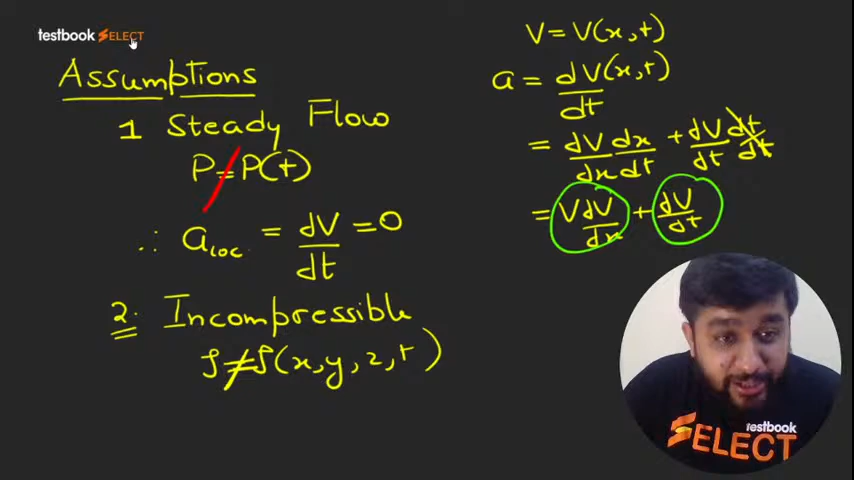 testbook SELECT
Assumptions
1 Steady Flow
P≠P(t)
∴ a_loc. = dV/dt = 0
2. Incompressible
ρ≠ρ(x,y,z,t)
V = V(x,t)
a = dV(x,t)/dt
= dV/dx dx/dt + dV/dt dt/dt
= V dV/dx + dV/dt
testbook
SELECT